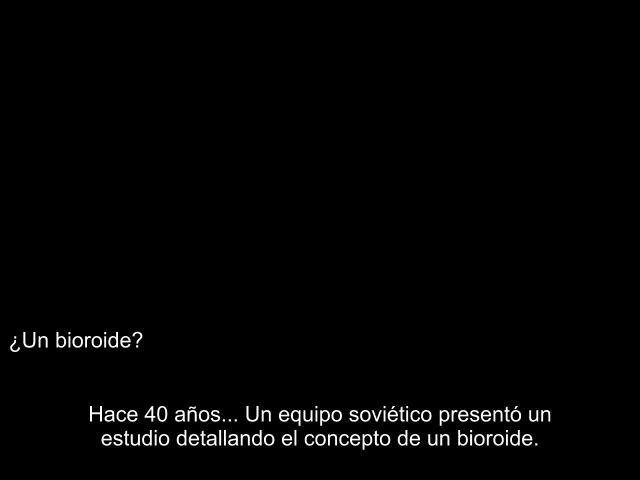 ¿Un bioroide?
Hace 40 años... Un equipo soviético presentó un
estudio detallando el concepto de un bioroide.